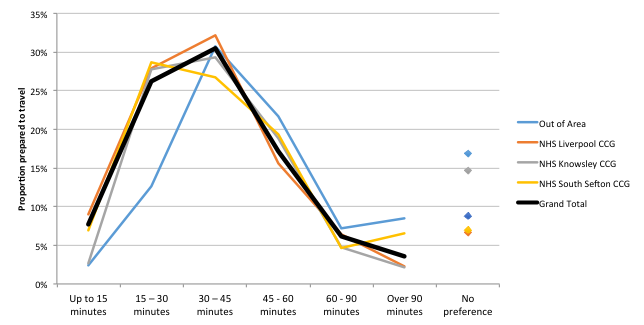 35%
30%
25%
20%
15%
10%
5%
0%
Proportion prepared to travel
Up to 15
minutes
15 – 30
minutes
30 – 45
minutes
45 - 60
minutes
60 - 90
minutes
Over 90
minutes
No
preference
Out of Area
NHS Liverpool CCG
NHS Knowsley CCG
NHS South Sefton CCG
Grand Total